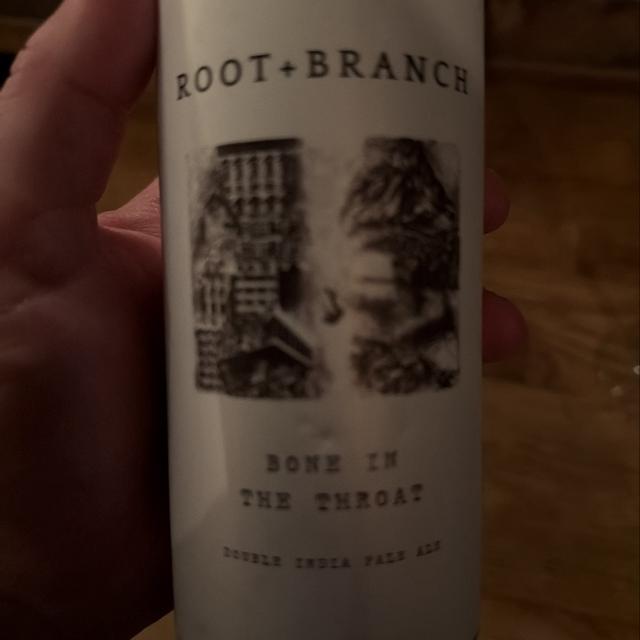 ROOT+BRANCH
BONE IN
THE THROAT
DOUBLE INDIA PALE ALE